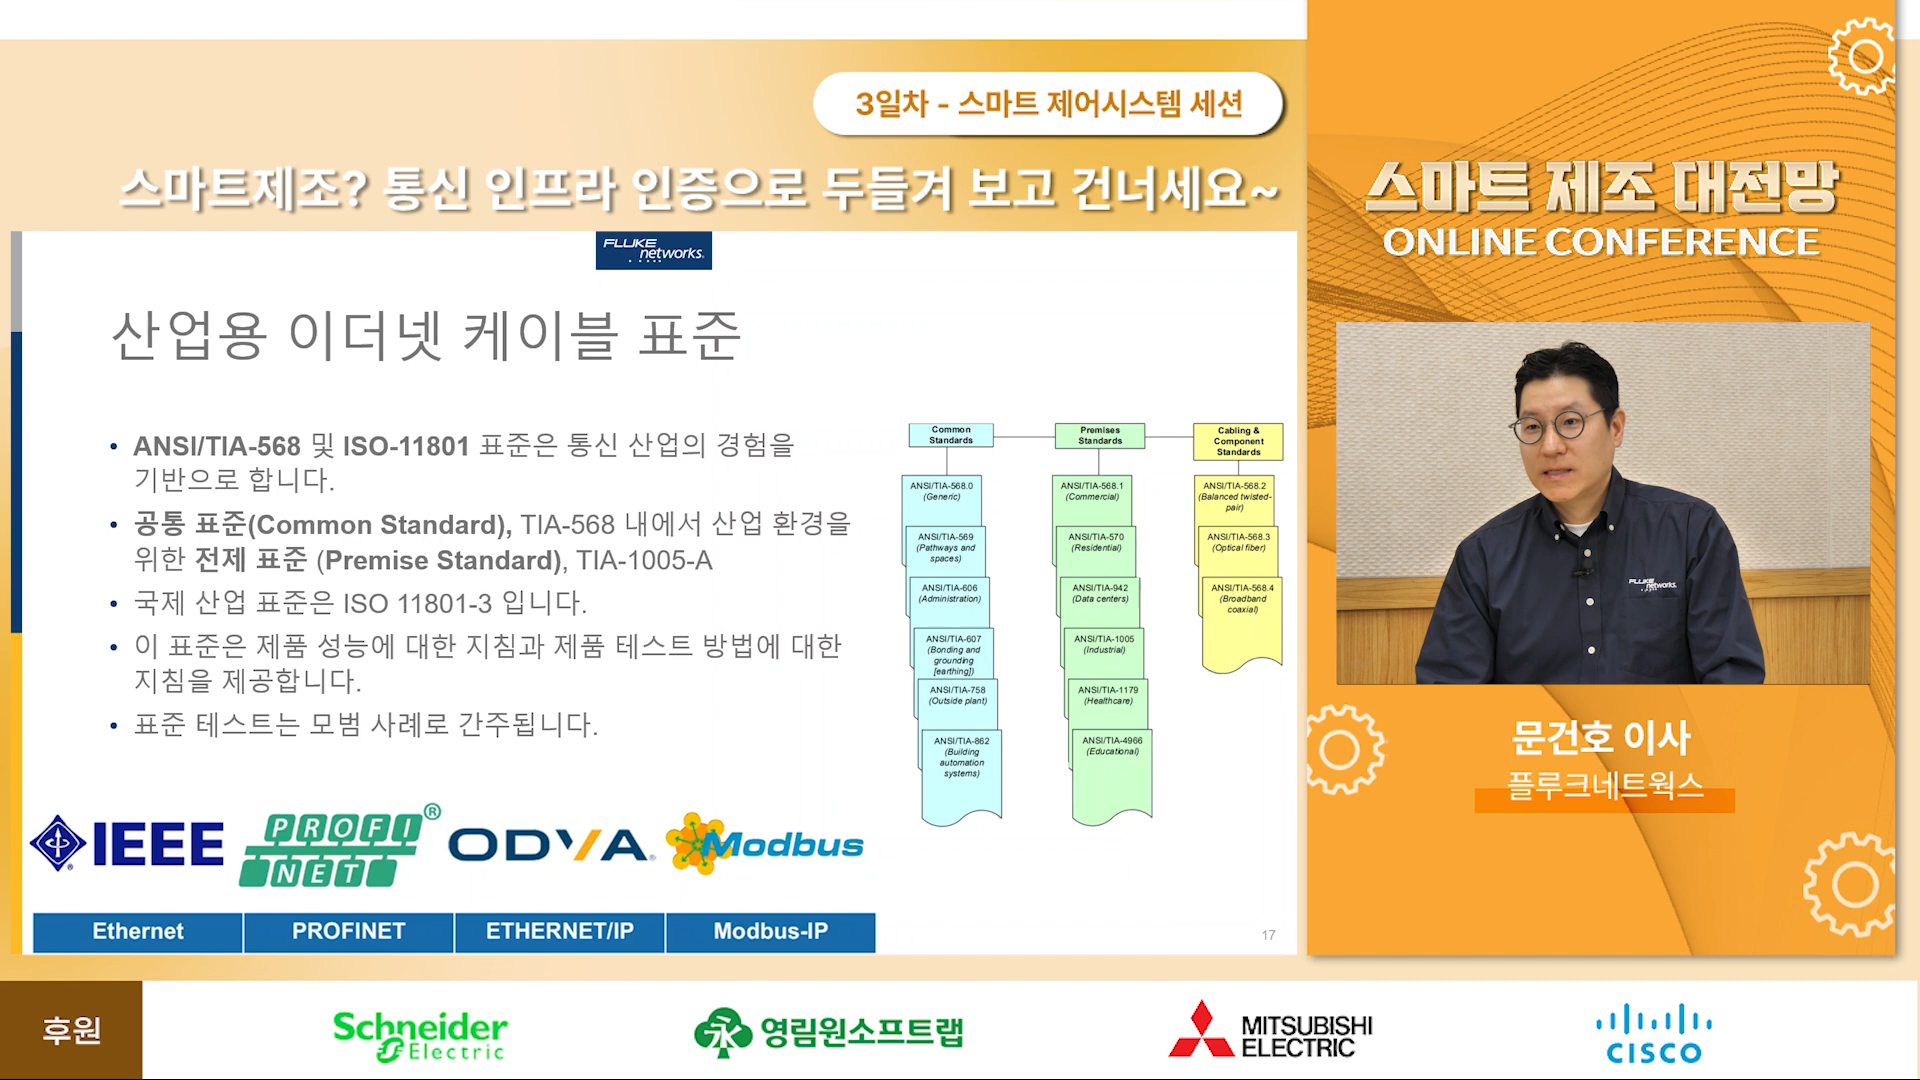 3일차 - 스마트 제어시스템 세션
스마트제조? 통신 인프라 인증으로 두들겨 보고 건너세요~
FLUKE
networks.
산업용 이더넷 케이블 표준
• ANSI/TIA-568 및 ISO-11801 표준은 통신 산업의 경험을
기반으로 합니다.
• 공통 표준(Common Standard), TIA-568 내에서 산업 환경을
위한 전제 표준 (Premise Standard), TIA-1005-A
• 국제 산업 표준은 ISO 11801-3 입니다.
• 이 표준은 제품 성능에 대한 지침과 제품 테스트 방법에 대한
지침을 제공합니다.
• 표준 테스트는 모범 사례로 간주됩니다.
Common
Standards
ANSI/TIA-568.0
(Generic)
ANSI/TIA-569
(Pathways and
spaces)
ANSI/TIA-606
(Administration)
ANSI/TIA-607
(Bonding and
grounding
[earthing])
ANSI/TIA-758
(Outside plant)
ANSI/TIA-862
(Building
automation
systems)
Premises
Standards
ANSI/TIA-568.1
(Commercial)
ANSI/TIA-570
(Residential)
ANSI/TIA-942
(Data centers)
ANSI/TIA-1005
(Industrial)
ANSI/TIA-1179
(Healthcare)
ANSI/TIA-4966
(Educational)
Cabling &
Component
Standards
ANSI/TIA-568.2
(Balanced twisted-
pair)
ANSI/TIA-568.3
(Optical fiber)
ANSI/TIA-568.4
(Broadband
coaxial)
IEEE ®
PROFI ®
NET
ODVA ®
Modbus
Ethernet
PROFINET
ETHERNET/IP
Modbus-IP
17
스마트 제조 대전망
ONLINE CONFERENCE
FLUKE
networks.
문건호 이사
플루크네트웍스
후원
Schneider
Electric
永 영림원소프트랩
MITSUBISHI
ELECTRIC
CISCO